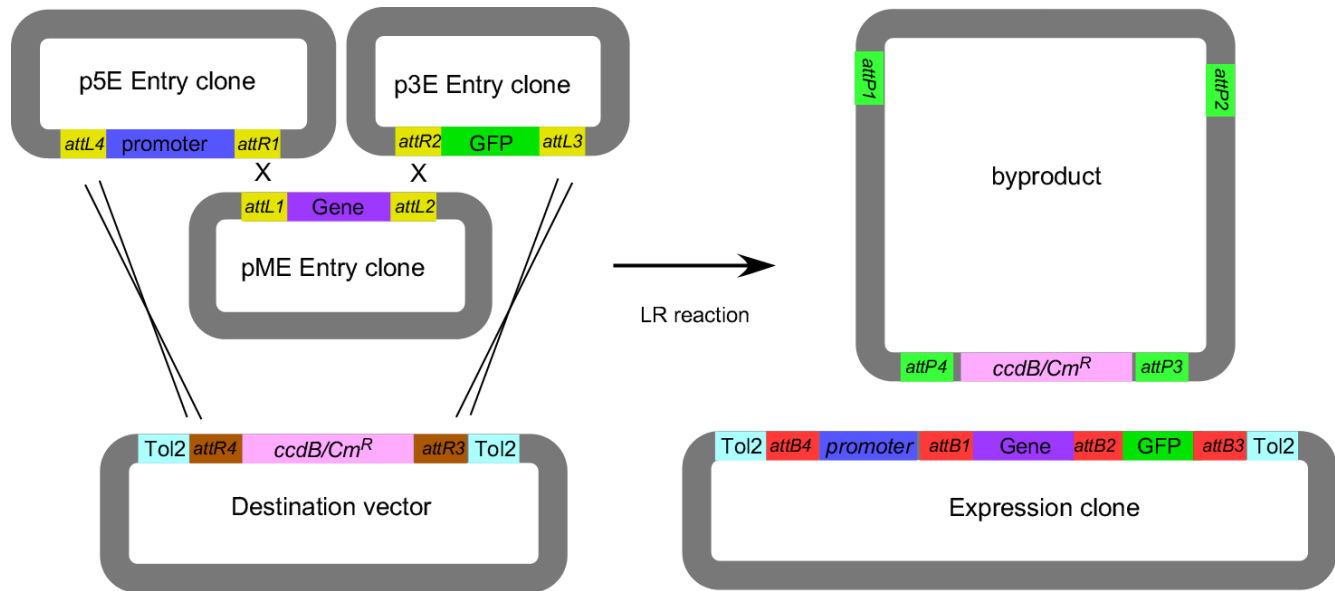 p5E Entry clone
attL4 promoter attR1
p3E Entry clone
attR2 GFP attL3
X X
attL1 Gene attL2
pME Entry clone
Tol2 attR4 ccdB/Cm^R attR3 Tol2
Destination vector
LR reaction
attP1
attP2
byproduct
attP4 ccdB/Cm^R attP3
Tol2 attB4 promoter attB1 Gene attB2 GFP attB3 Tol2
Expression clone